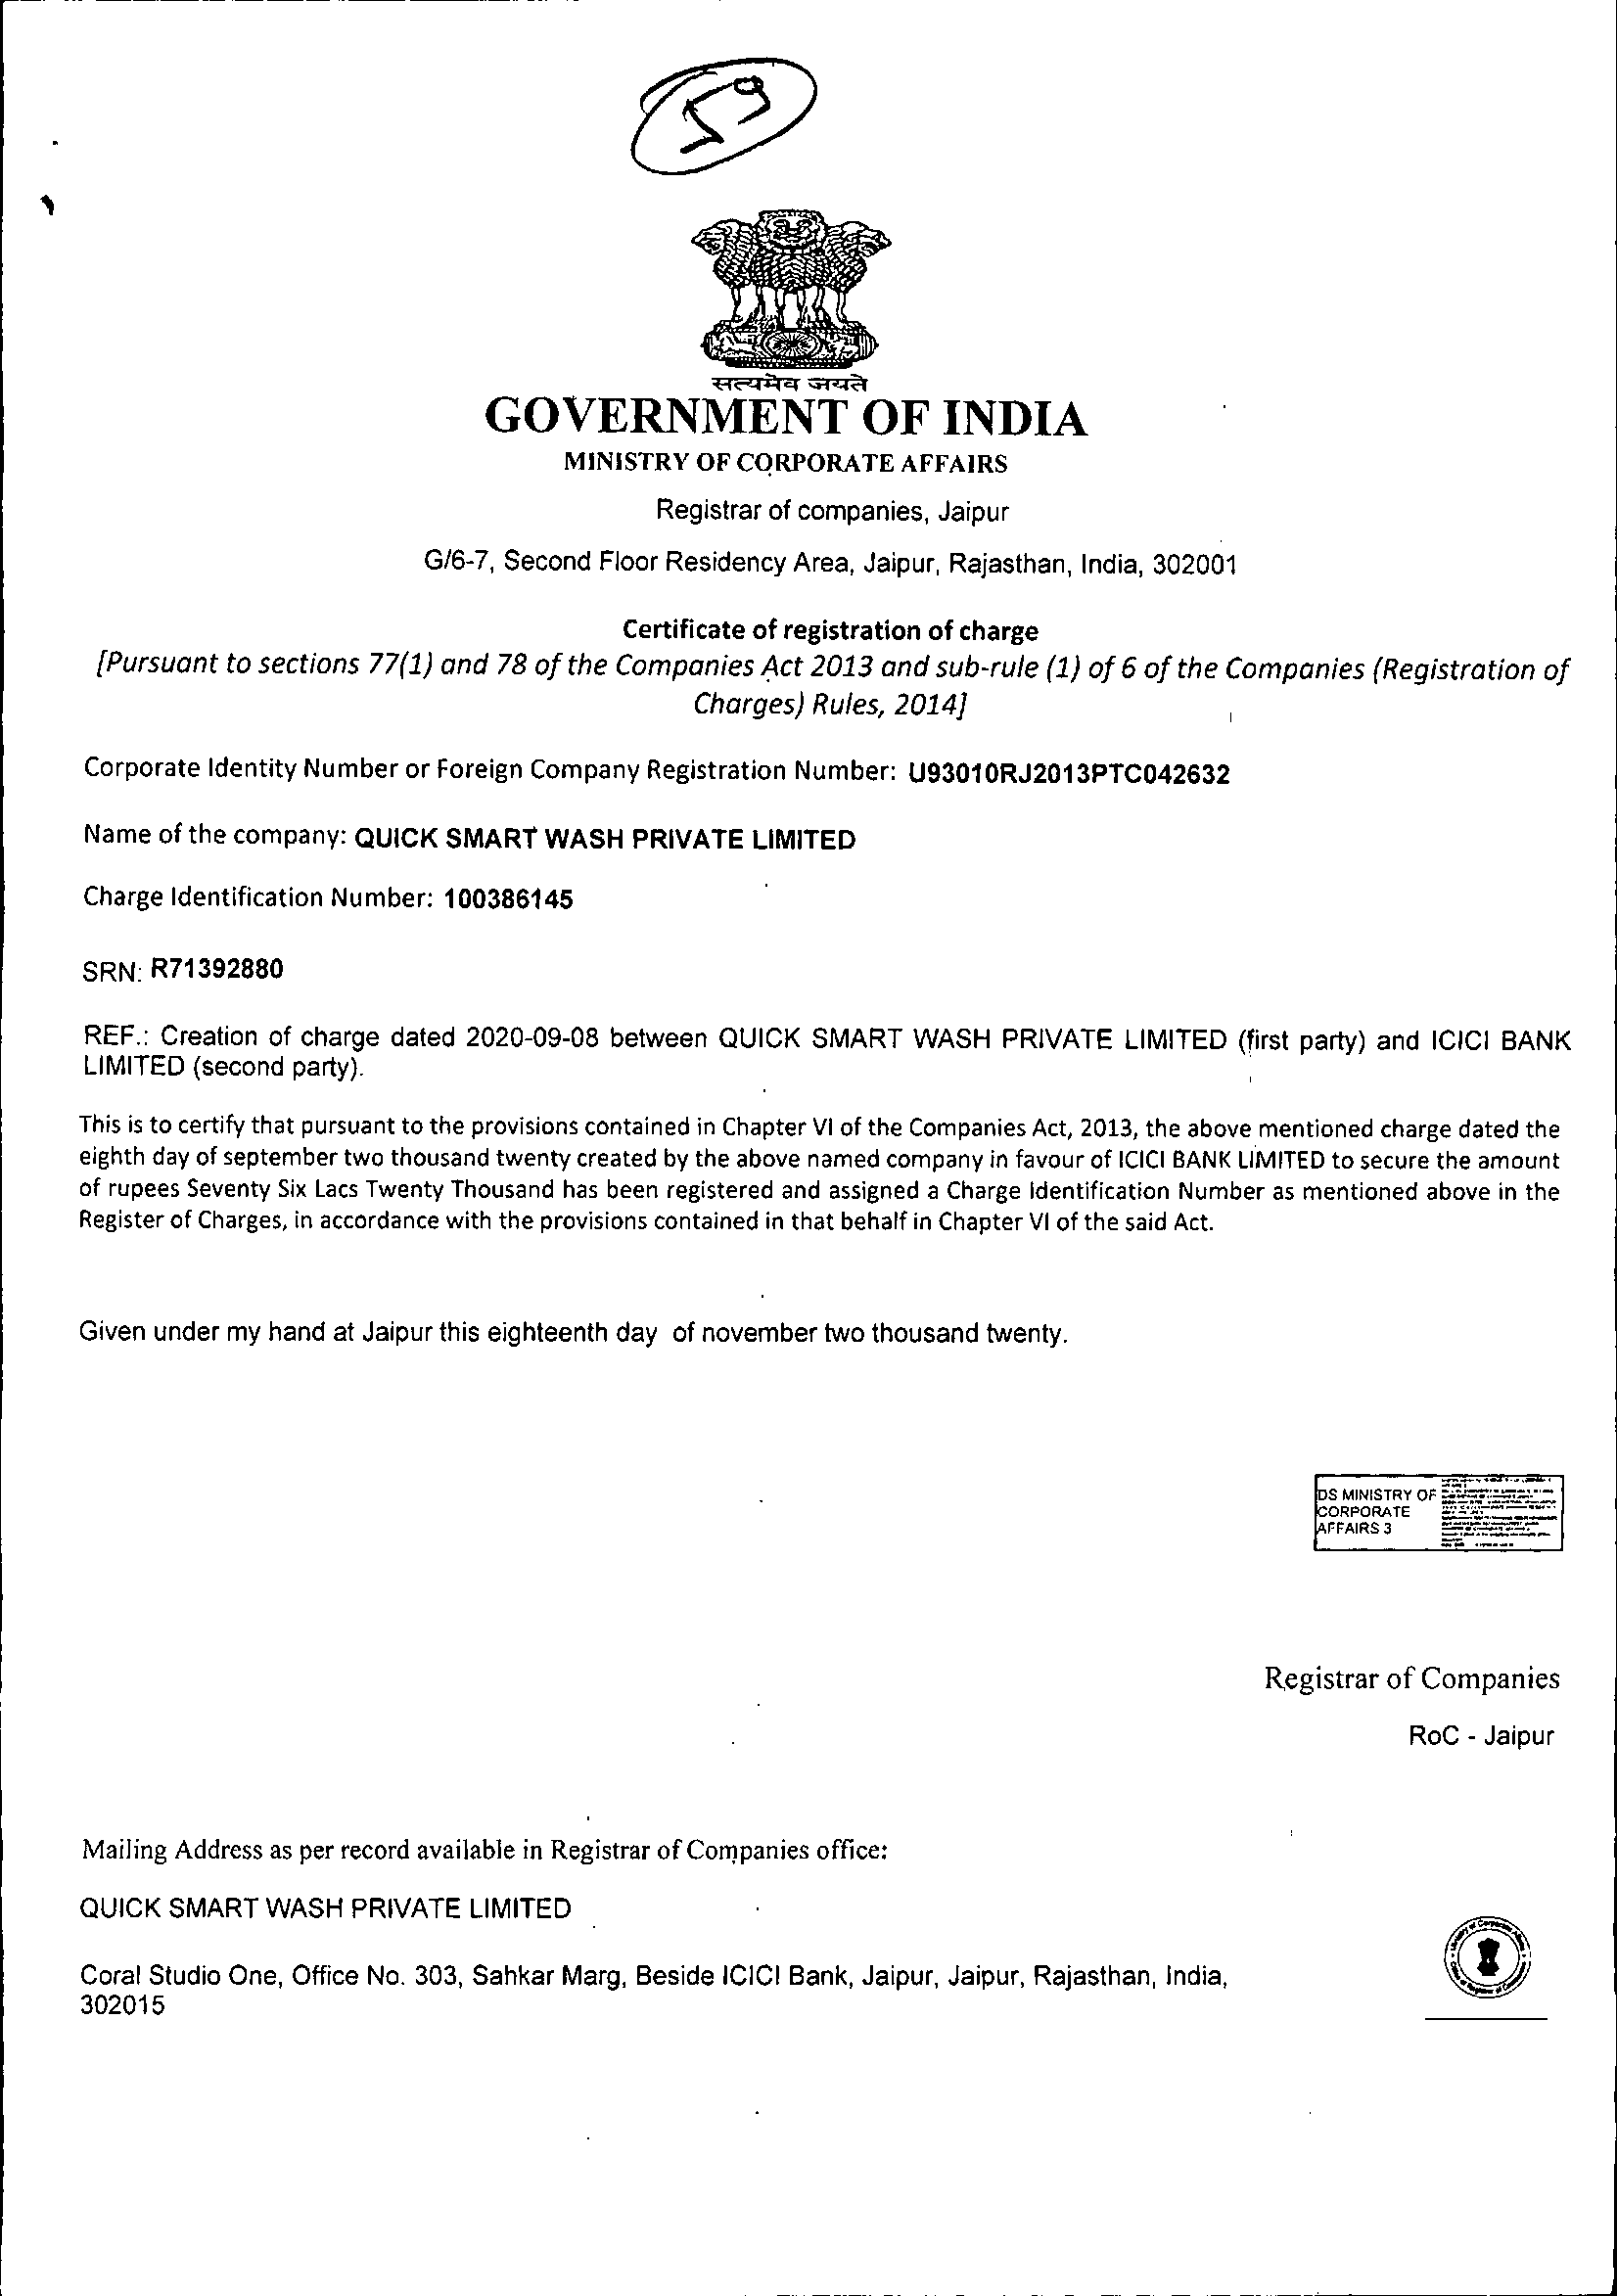 59
सत्यमेव जयते
GOVERNMENT OF INDIA
MINISTRY OF CORPORATE AFFAIRS
Registrar of companies, Jaipur
G/6-7, Second Floor Residency Area, Jaipur, Rajasthan, India, 302001
Certificate of registration of charge
[Pursuant to sections 77(1) and 78 of the Companies Act 2013 and sub-rule (1) of 6 of the Companies (Registration of
Charges) Rules, 2014]
Corporate Identity Number or Foreign Company Registration Number: U93010RJ2013PTC042632
Name of the company: QUICK SMART WASH PRIVATE LIMITED
Charge Identification Number: 100386145
SRN: R71392880
REF.: Creation of charge dated 2020-09-08 between QUICK SMART WASH PRIVATE LIMITED (first party) and ICICI BANK
LIMITED (second party).
This is to certify that pursuant to the provisions contained in Chapter VI of the Companies Act, 2013, the above mentioned charge dated the
eighth day of september two thousand twenty created by the above named company in favour of ICICI BANK LIMITED to secure the amount
of rupees Seventy Six Lacs Twenty Thousand has been registered and assigned a Charge Identification Number as mentioned above in the
Register of Charges, in accordance with the provisions contained in that behalf in Chapter VI of the said Act.
Given under my hand at Jaipur this eighteenth day of november two thousand twenty.
DS MINISTRY OF
CORPORATE
AFFAIRS 3
Registrar of Companies
RoC - Jaipur
Mailing Address as per record available in Registrar of Companies office:
QUICK SMART WASH PRIVATE LIMITED
Coral Studio One, Office No. 303, Sahkar Marg, Beside ICICI Bank, Jaipur, Jaipur, Rajasthan, India,
302015